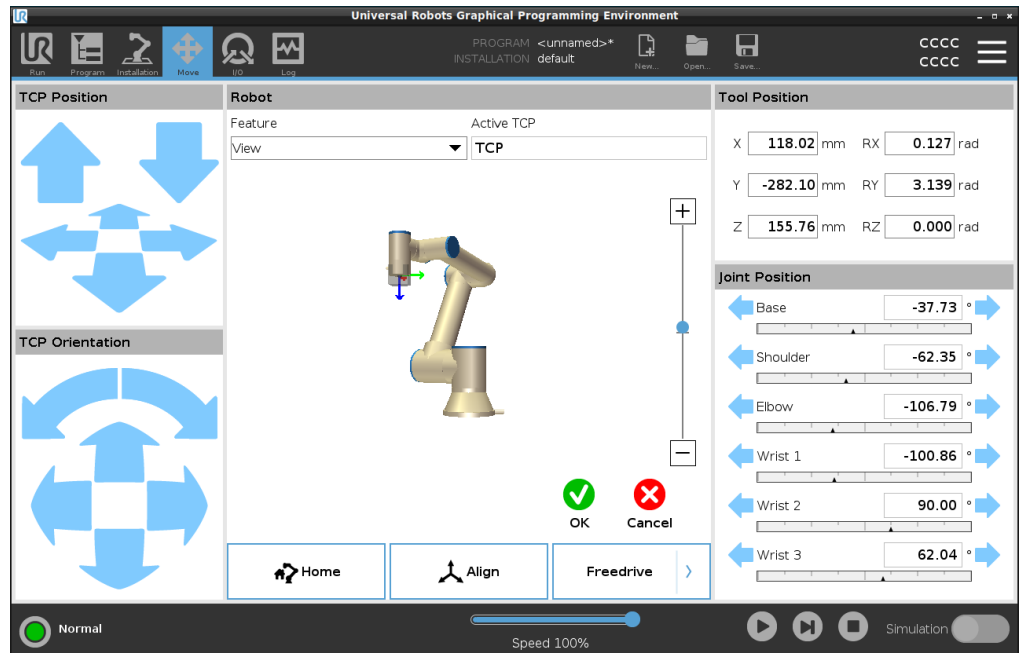 Universal Robots Graphical Programming Environment
UR
Run
Program
Installation
Move
I/O
Log
PROGRAM <unnamed>*
INSTALLATION default
New...
Open...
Save...
cccc
cccc
TCP Position
TCP Orientation
Robot
Feature
Active TCP
View
TCP
OK
Cancel
Home
Align
Freedrive
Tool Position
X 118.02 mm RX 0.127 rad
Y -282.10 mm RY 3.139 rad
Z 155.76 mm RZ 0.000 rad
Joint Position
Base -37.73 °
Shoulder -62.35 °
Elbow -106.79 °
Wrist 1 -100.86 °
Wrist 2 90.00 °
Wrist 3 62.04 °
Normal
Speed 100%
Simulation